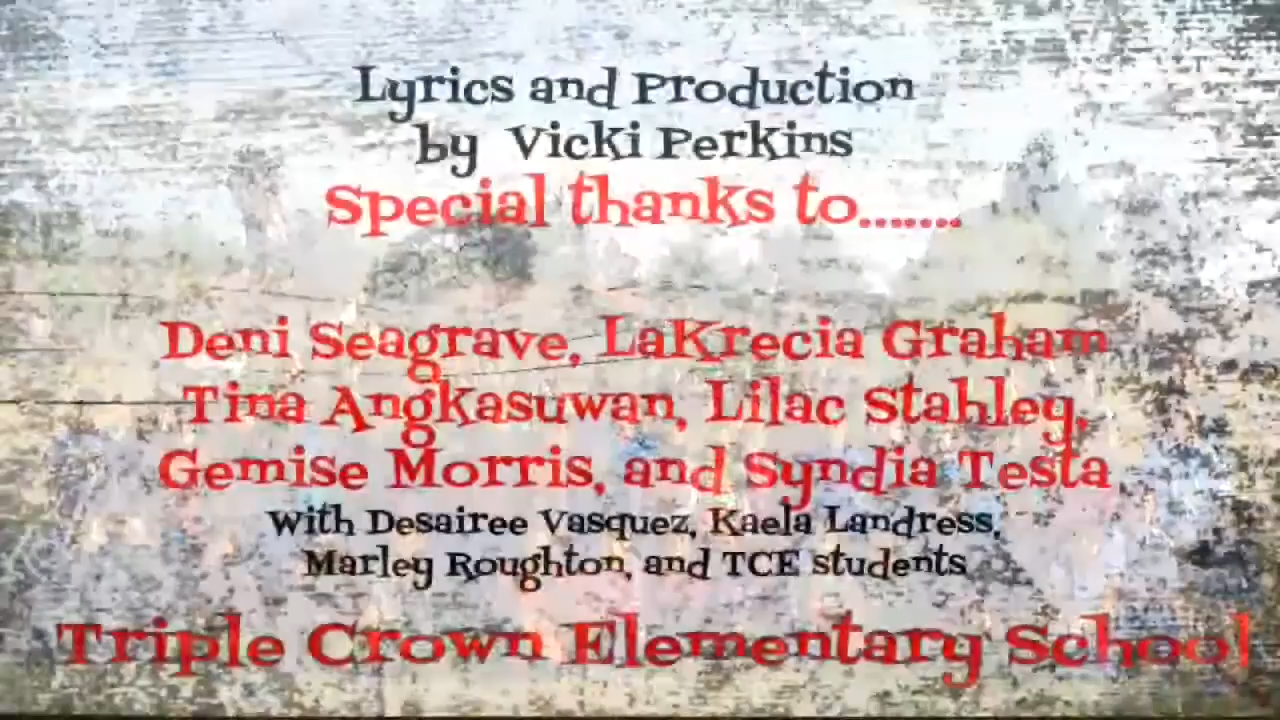 Lyrics and Production
by Vicki Perkins
Special thanks to.......
Deni Seagrave, LaKrecia Graham
Tina Angkasuwan, Lilac Stahley,
Gemise Morris, and Syndia Testa
With Desairee Vasquez, Kaela Landress,
Marley Roughton, and TCE students
Triple Crown Elementary School